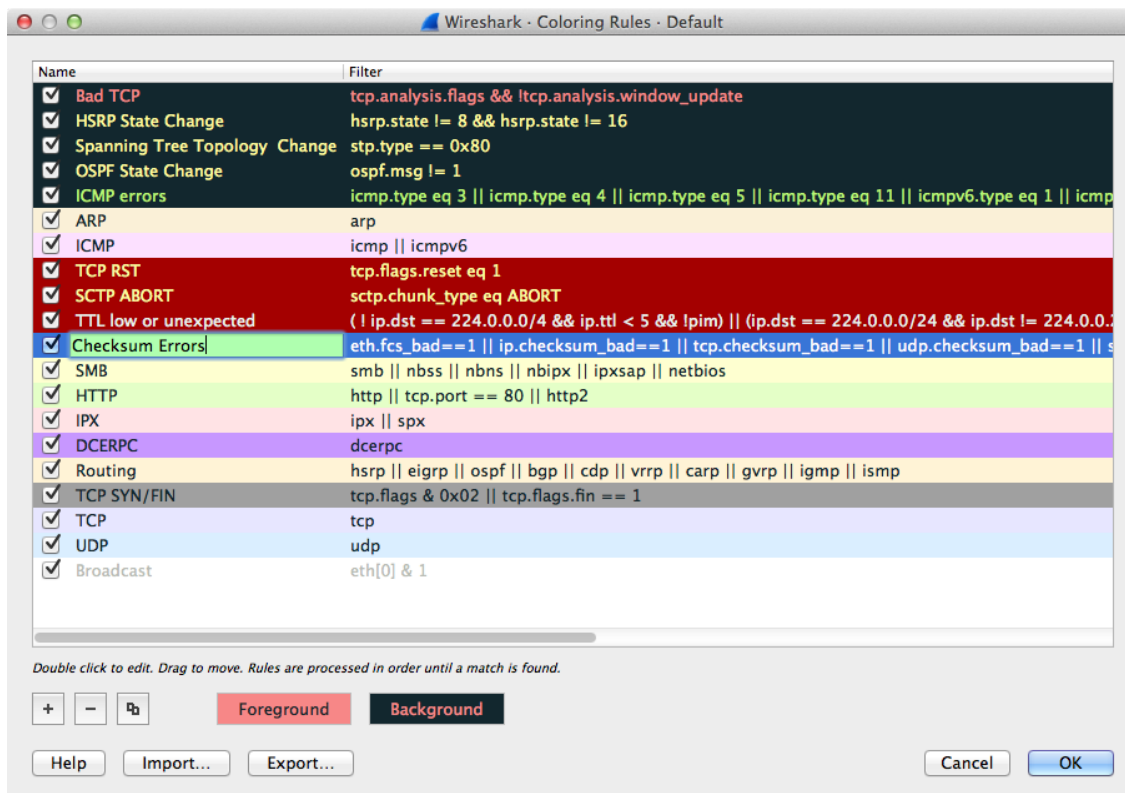 Wireshark · Coloring Rules · Default
Name Filter
Bad TCP tcp.analysis.flags && !tcp.analysis.window_update
HSRP State Change hsrp.state != 8 && hsrp.state != 16
Spanning Tree Topology  Change stp.type == 0x80
OSPF State Change ospf.msg != 1
ICMP errors icmp.type eq 3 || icmp.type eq 4 || icmp.type eq 5 || icmp.type eq 11 || icmpv6.type eq 1 || icmp
ARP arp
ICMP icmp || icmpv6
TCP RST tcp.flags.reset eq 1
SCTP ABORT sctp.chunk_type eq ABORT
TTL low or unexpected ( ! ip.dst == 224.0.0.0/4 && ip.ttl < 5 && !pim) || (ip.dst == 224.0.0.0/24 && ip.dst != 224.0.0.
Checksum Errors eth.fcs_bad==1 || ip.checksum_bad==1 || tcp.checksum_bad==1 || udp.checksum_bad==1 || s
SMB smb || nbss || nbns || nbipx || ipxsap || netbios
HTTP http || tcp.port == 80 || http2
IPX ipx || spx
DCERPC dcerpc
Routing hsrp || eigrp || ospf || bgp || cdp || vrrp || carp || gvrp || igmp || ismp
TCP SYN/FIN tcp.flags & 0x02 || tcp.flags.fin == 1
TCP tcp
UDP udp
Broadcast eth[0] & 1
Double click to edit. Drag to move. Rules are processed in order until a match is found.
+ − Foreground Background
Help Import... Export... Cancel OK